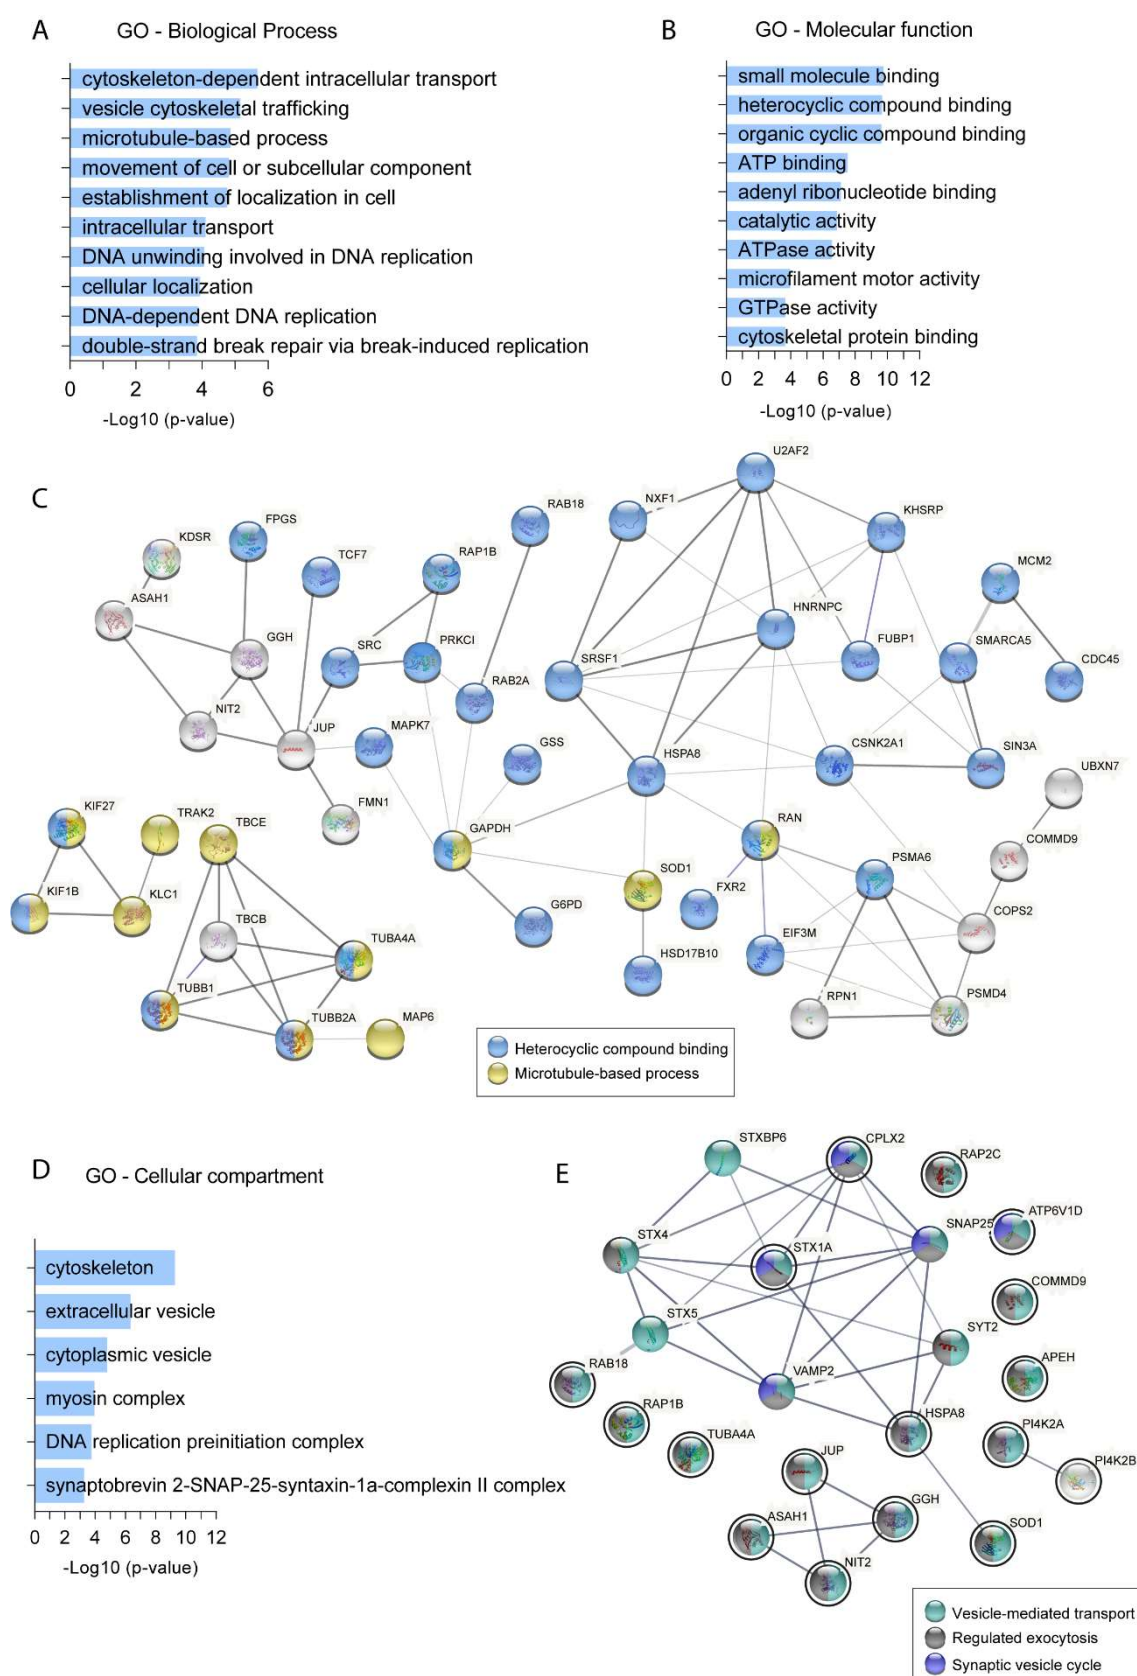 A
GO - Biological Process
cytoskeleton-dependent intracellular transport
vesicle cytoskeletal trafficking
microtubule-based process
movement of cell or subcellular component
establishment of localization in cell
intracellular transport
DNA unwinding involved in DNA replication
cellular localization
DNA-dependent DNA replication
double-strand break repair via break-induced replication
0 2 4 6
-Log10 (p-value)
B
GO - Molecular function
small molecule binding
heterocyclic compound binding
organic cyclic compound binding
ATP binding
adenyl ribonucleotide binding
catalytic activity
ATPase activity
microfilament motor activity
GTPase activity
cytoskeletal protein binding
0 2 4 6 8 10 12
-Log10 (p-value)
C
U2AF2
NXF1
RAB18
KHSRP
FPGS
KDSR
TCF7
RAP1B
MCM2
ASAH1
HNRNPC
GGH
SRC
PRKCI
SRSF1
FUBP1
SMARCA5
CDC45
RAB2A
NIT2
JUP
MAPK7
GSS
HSPA8
CSNK2A1
SIN3A
UBXN7
KIF27
TRAK2
TBCE
FMN1
GAPDH
RAN
COMMD9
SOD1
PSMA6
KIF1B
KLC1
TBCB
G6PD
FXR2
COPS2
TUBA4A
HSD17B10
EIF3M
TUBB1
RPN1
PSMD4
TUBB2A
MAP6
Heterocyclic compound binding
Microtubule-based process
D
GO - Cellular compartment
cytoskeleton
extracellular vesicle
cytoplasmic vesicle
myosin complex
DNA replication preinitiation complex
synaptobrevin 2-SNAP-25-syntaxin-1a-complexin II complex
0 2 4 6 8 10 12
-Log10 (p-value)
E
STXBP6
CPLX2
RAP2C
ATP6V1D
SNAP25
STX4
STX1A
COMMD9
STX5
SYT2
RAB18
VAMP2
APEH
RAP1B
HSPA8
PI4K2A
TUBA4A
JUP
PI4K2B
GGH
ASAH1
SOD1
NIT2
Vesicle-mediated transport
Regulated exocytosis
Synaptic vesicle cycle